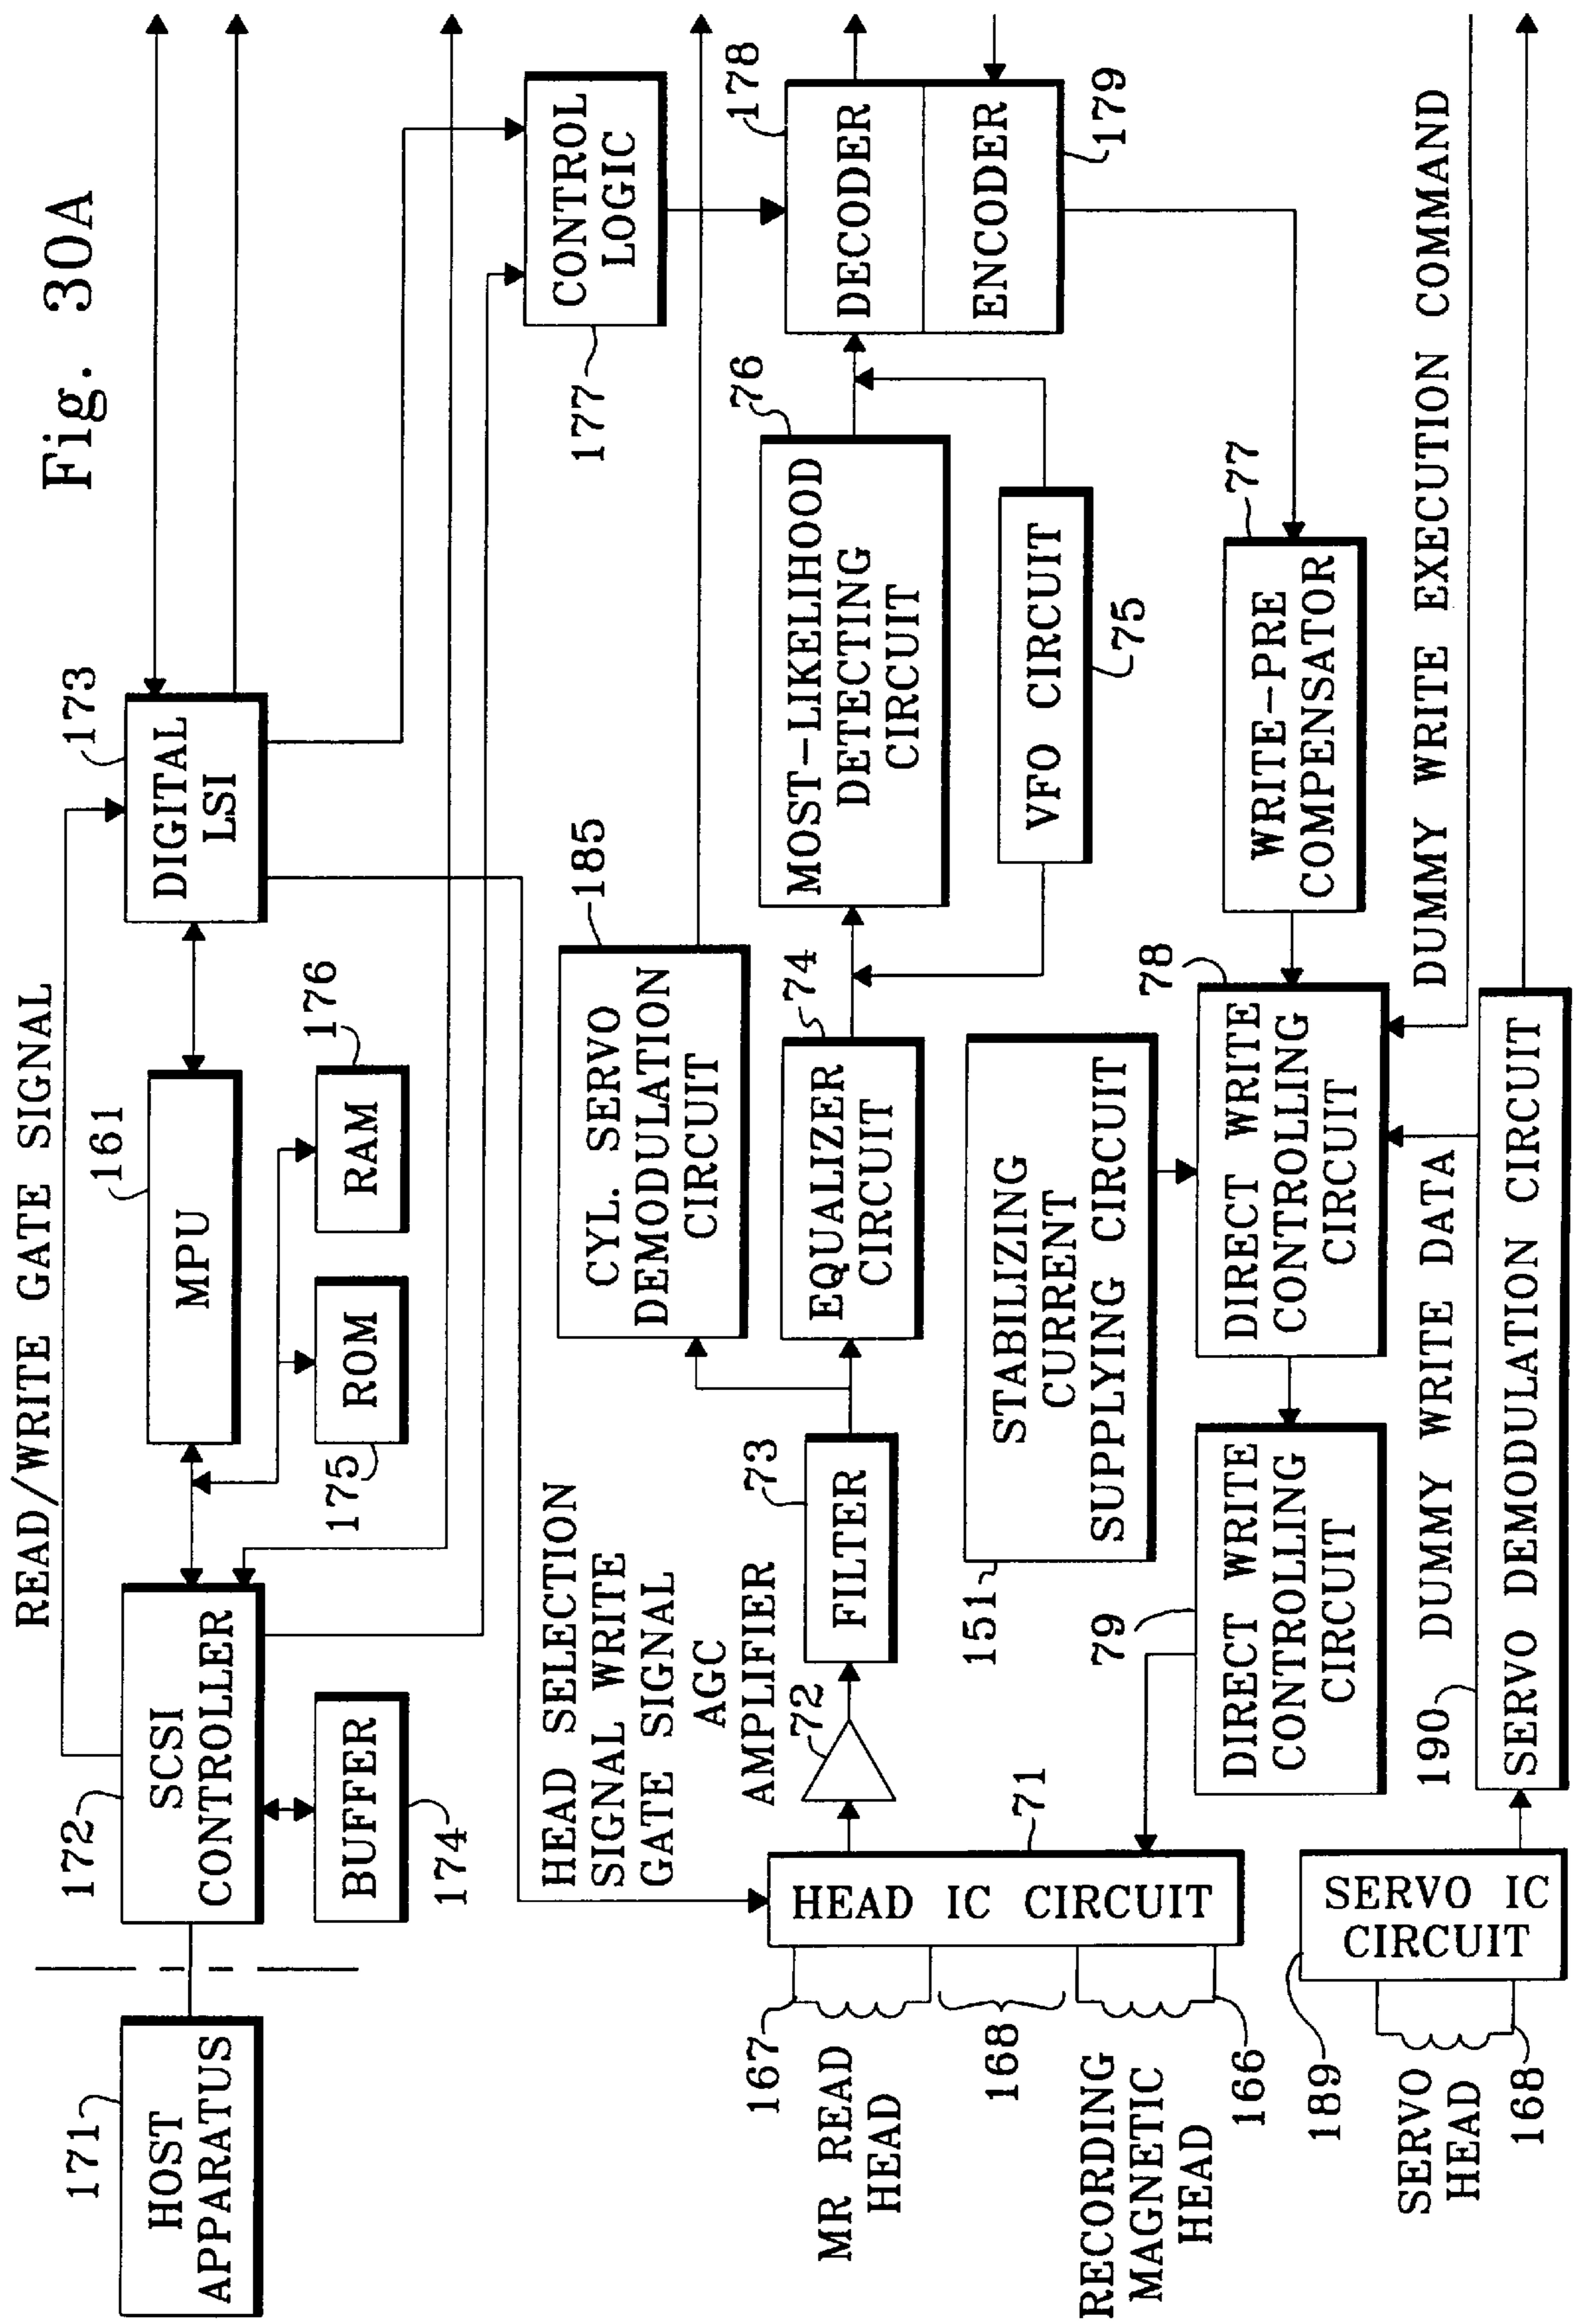 Fig. 30A
READ/WRITE GATE SIGNAL
171
HOST
APPARATUS
172
SCSI
CONTROLLER
161
MPU
173
DIGITAL
LSI
BUFFER
174
175
ROM
176
RAM
177
CONTROL
LOGIC
HEAD SELECTION
SIGNAL WRITE
GATE SIGNAL
185
CYL. SERVO
DEMODULATION
CIRCUIT
AGC
AMPLIFIER
72
73
FILTER
74
EQUALIZER
CIRCUIT
76
MOST-LIKELIHOOD
DETECTING
CIRCUIT
178
DECODER
ENCODER
179
VFO CIRCUIT
75
167
MR READ
HEAD
168
HEAD IC CIRCUIT
71
RECORDING
MAGNETIC
HEAD
166
151
STABILIZING
CURRENT
SUPPLYING CIRCUIT
79
DIRECT WRITE
CONTROLLING
CIRCUIT
78
DIRECT WRITE
CONTROLLING
CIRCUIT
77
WRITE-PRE
COMPENSATOR
189
SERVO IC
CIRCUIT
SERVO
HEAD
168
190
DUMMY WRITE DATA
DUMMY WRITE EXECUTION COMMAND
SERVO DEMODULATION CIRCUIT